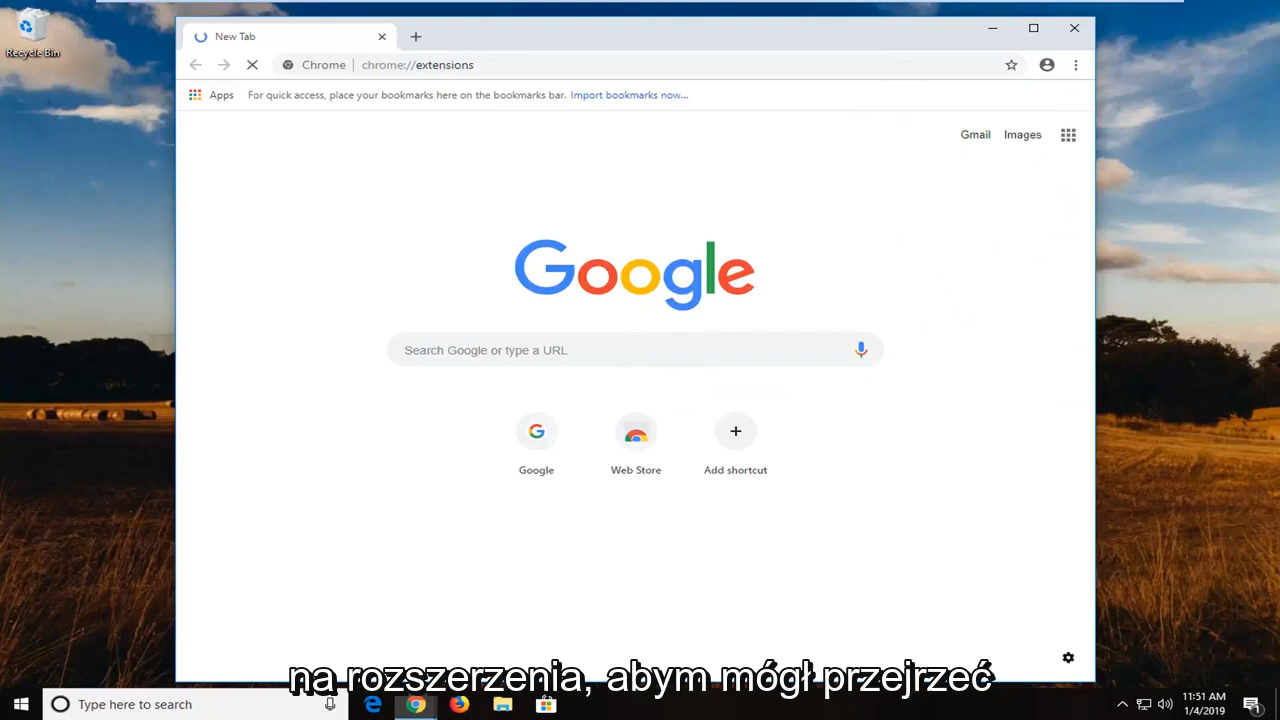 Recycle Bin
New Tab
Chrome | chrome://extensions
Apps For quick access, place your bookmarks here on the bookmarks bar. Import bookmarks now...
Gmail Images
Google
Search Google or type a URL
Google Web Store Add shortcut
na rozszerzenia, abym mógł przejrzeć
Type here to search
11:51 AM
1/4/2019
1